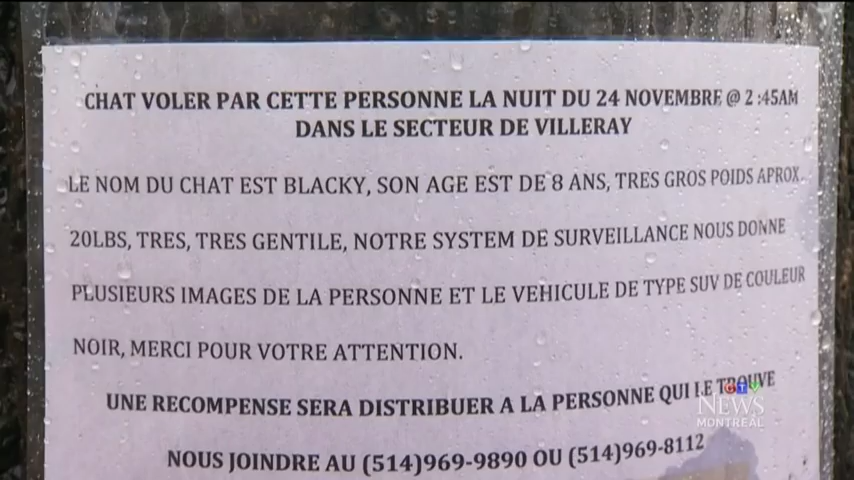 CHAT VOLER PAR CETTE PERSONNE LA NUIT DU 24 NOVEMBRE @ 2 :45AM
DANS LE SECTEUR DE VILLERAY
LE NOM DU CHAT EST BLACKY, SON AGE EST DE 8 ANS, TRES GROS POIDS APROX.
20LBS, TRES, TRES GENTILE, NOTRE SYSTEM DE SURVEILLANCE NOUS DONNE
PLUSIEURS IMAGES DE LA PERSONNE ET LE VEHICULE DE TYPE SUV DE COULEUR
NOIR, MERCI POUR VOTRE ATTENTION.
UNE RECOMPENSE SERA DISTRIBUER A LA PERSONNE QUI LE TROUVE
NOUS JOINDRE AU (514)969-9890 OU (514)969-8112
CTV
NEWS
MONTREAL